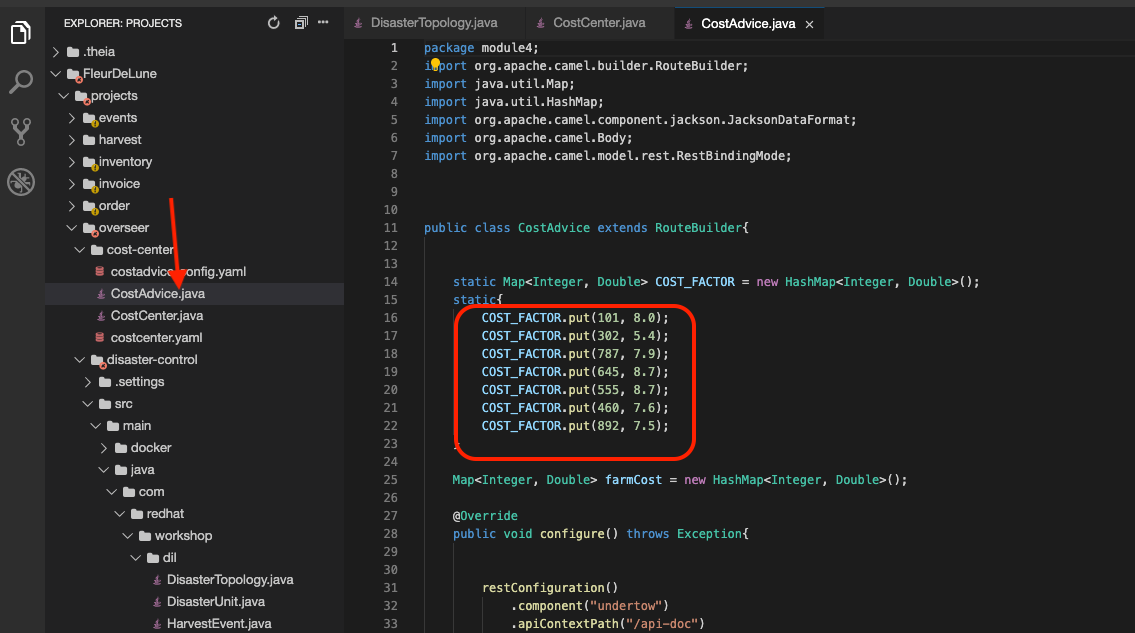 EXPLORER: PROJECTS
.theia
FleurDeLune
projects
events
harvest
inventory
invoice
order
overseer
cost-center
costadvice-config.yaml
CostAdvice.java
CostCenter.java
costcenter.yaml
disaster-control
.settings
src
main
docker
java
com
redhat
workshop
dil
DisasterTopology.java
DisasterUnit.java
HarvestEvent.java
DisasterTopology.java CostCenter.java CostAdvice.java ×
1 package module4;
2 import org.apache.camel.builder.RouteBuilder;
3 import java.util.Map;
4 import java.util.HashMap;
5 import org.apache.camel.component.jackson.JacksonDataFormat;
6 import org.apache.camel.Body;
7 import org.apache.camel.model.rest.RestBindingMode;
8
9
10
11 public class CostAdvice extends RouteBuilder{
12
13
14 static Map<Integer, Double> COST_FACTOR = new HashMap<Integer, Double>();
15 static{
16 COST_FACTOR.put(101, 8.0);
17 COST_FACTOR.put(302, 5.4);
18 COST_FACTOR.put(787, 7.9);
19 COST_FACTOR.put(645, 8.7);
20 COST_FACTOR.put(555, 8.7);
21 COST_FACTOR.put(460, 7.6);
22 COST_FACTOR.put(892, 7.5);
23
24
25 Map<Integer, Double> farmCost = new HashMap<Integer, Double>();
26
27 @Override
28 public void configure() throws Exception{
29
30
31 restConfiguration()
32 .component("undertow")
33 .apiContextPath("/api-doc")